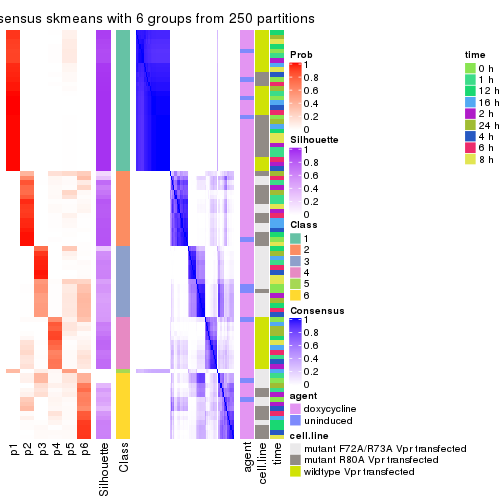 sensus skmeans with 6 groups from 250 partitions
p1
p2
p3
p4
p5
p6
Silhouette
Class
agent
cell.line
time
Prob
1
0.8
0.6
0.4
0.2
0
Silhouette
1
0.8
0.6
0.4
0.2
0
Class
1
2
3
4
5
6
Consensus
1
0.8
0.6
0.4
0.2
0
agent
doxycycline
uninduced
cell.line
mutant F72A/R73A Vpr transfected
mutant R80A Vpr transfected
wildtype Vpr transfected
time
0 h
1 h
12 h
16 h
2 h
24 h
4 h
6 h
8 h